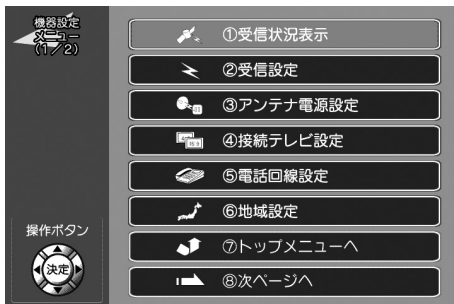 機器設定
メニュー
(1/2)
①受信状況表示
②受信設定
③アンテナ電源設定
④接続テレビ設定
⑤電話回線設定
⑥地域設定
⑦トップメニューへ
⑧次ページへ
操作ボタン
決定